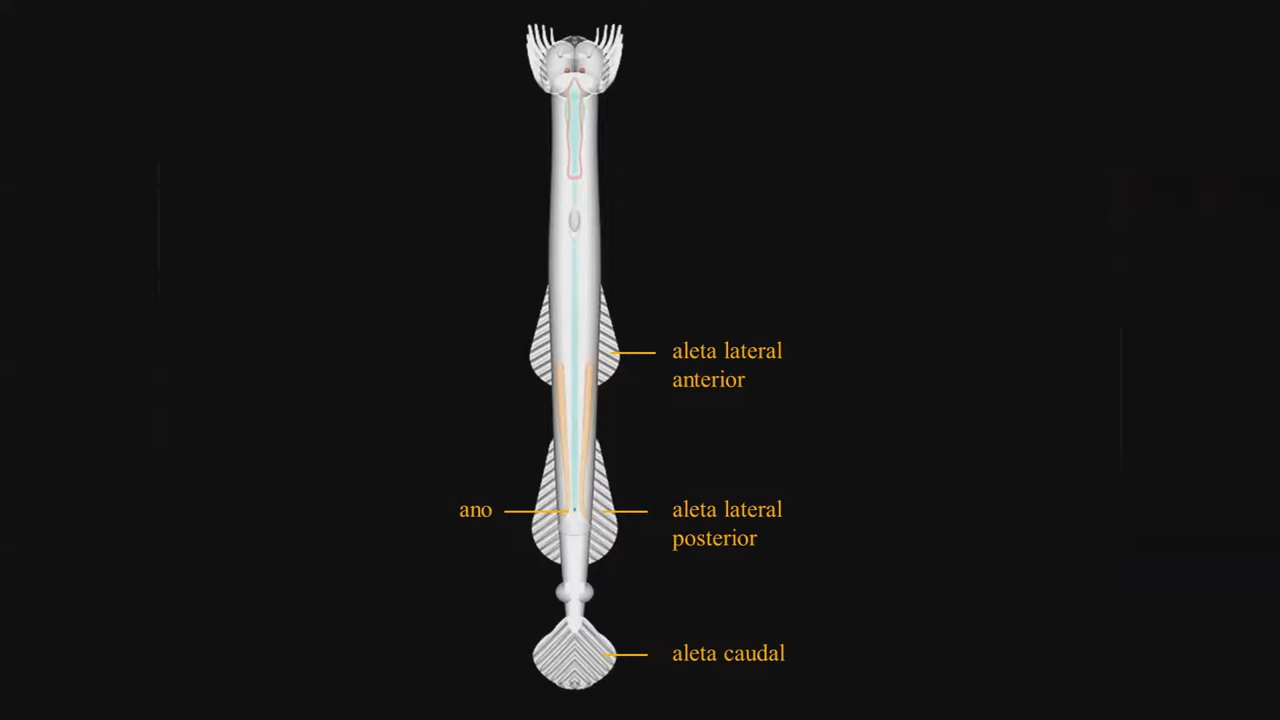 aleta lateral
anterior
ano
aleta lateral
posterior
aleta caudal